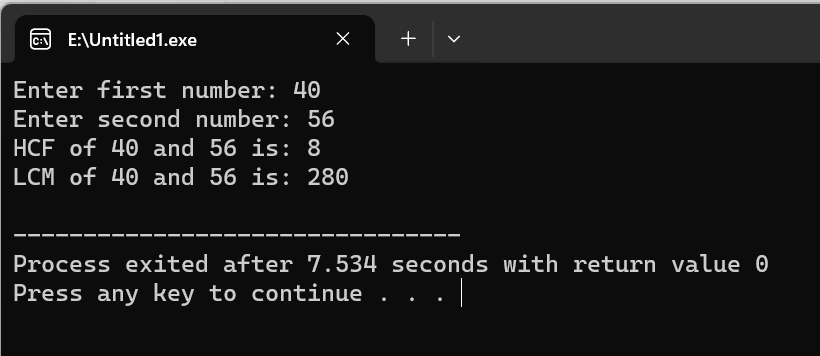 E:\Untitled1.exe
Enter first number: 40
Enter second number: 56
HCF of 40 and 56 is: 8
LCM of 40 and 56 is: 280
--------------------------------
Process exited after 7.534 seconds with return value 0
Press any key to continue . . .